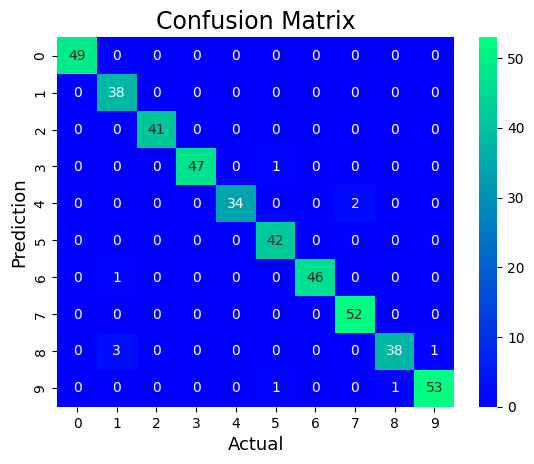 Confusion Matrix
Prediction
0 49 0 0 0 0 0 0 0 0 0
1 0 38 0 0 0 0 0 0 0 0
2 0 0 41 0 0 0 0 0 0 0
3 0 0 0 47 0 1 0 0 0 0
4 0 0 0 0 34 0 0 2 0 0
5 0 0 0 0 0 42 0 0 0 0
6 0 1 0 0 0 0 46 0 0 0
7 0 0 0 0 0 0 0 52 0 0
8 0 3 0 0 0 0 0 0 38 1
9 0 0 0 0 0 1 0 0 1 53
0 1 2 3 4 5 6 7 8 9
Actual
50
40
30
20
10
0